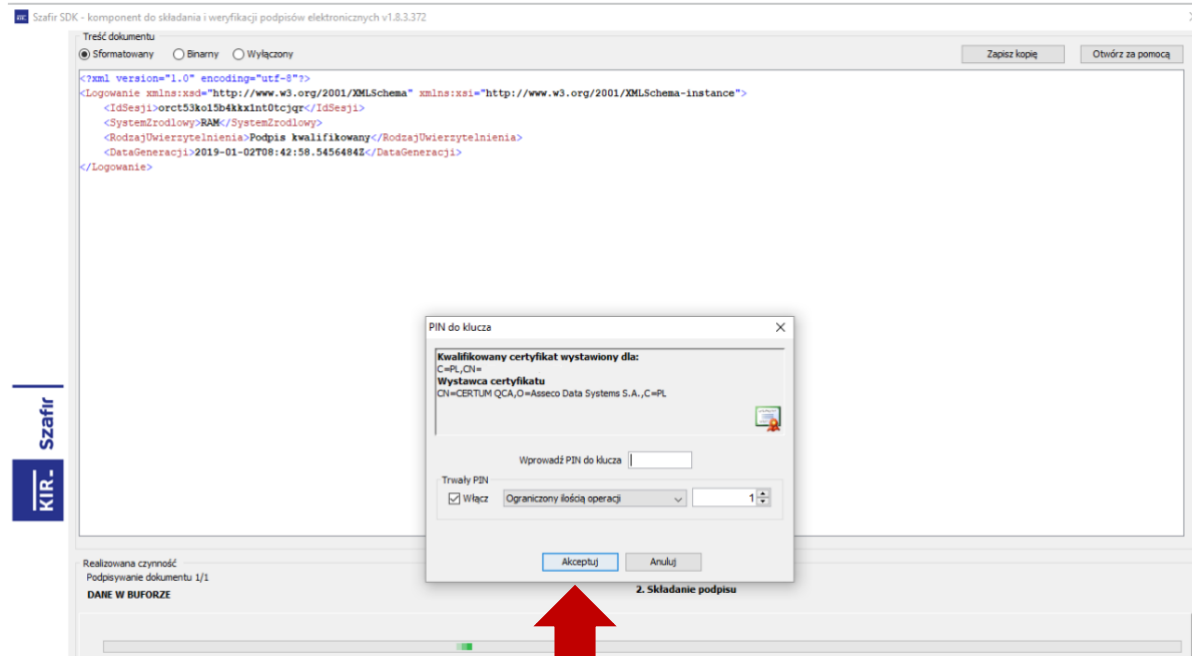 KIR. Szafir SDK - komponent do składania i weryfikacji podpisów elektronicznych v1.8.3.372
Treść dokumentu
Sformatowany Binarny Wyłączony Zapisz kopię Otwórz za pomocą
<?xml version="1.0" encoding="utf-8"?>
<Logowanie xmlns:xsd="http://www.w3.org/2001/XMLSchema" xmlns:xsi="http://www.w3.org/2001/XMLSchema-instance">
<IdSesji>orct53ko15b4kkx1nt0tcjqr</IdSesji>
<SystemZrodlowy>RAM</SystemZrodlowy>
<RodzajUwierzytelnienia>Podpis kwalifikowany</RodzajUwierzytelnienia>
<DataGeneracji>2019-01-02T08:42:58.5456484Z</DataGeneracji>
</Logowanie>
PIN do klucza
Kwalifikowany certyfikat wystawiony dla:
C=PL,CN=
Wystawca certyfikatu
CN=CERTUM QCA,O=Asseco Data Systems S.A.,C=PL
Wprowadź PIN do klucza
Trwały PIN
Włącz Ograniczony ilością operacji 1
Akceptuj Anuluj
KIR. Szafir
Realizowana czynność
Podpisywanie dokumentu 1/1
DANE W BUFORZE
2. Składanie podpisu